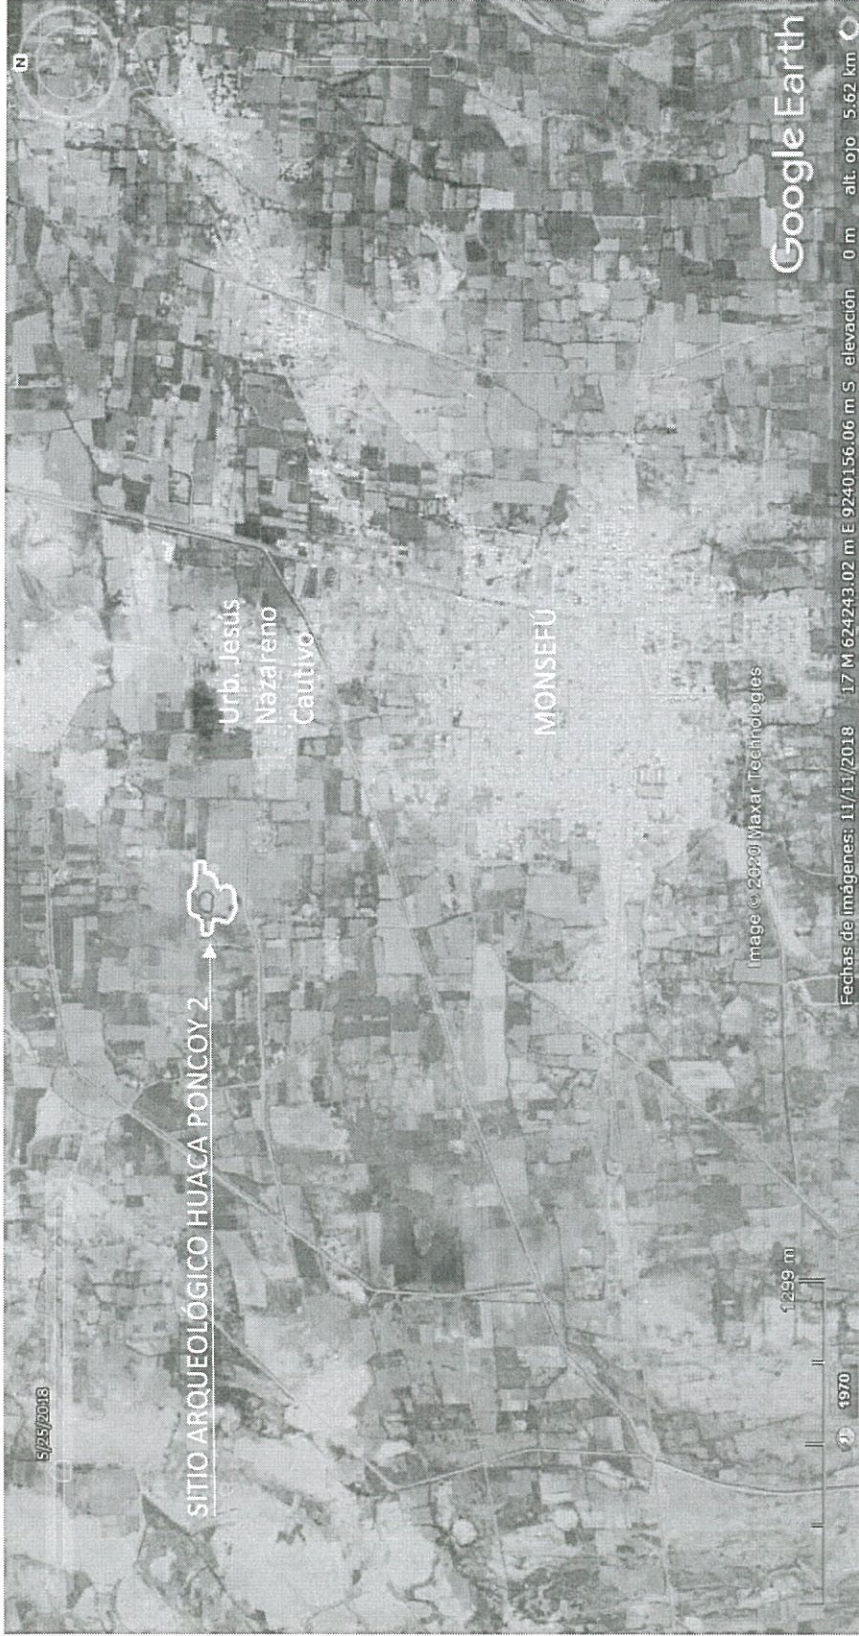 N
5/25/2018
SITIO ARQUEOLÓGICO HUACA PONCOY 2
Urb. Jesús
Nazareno
Cautivo
MONSEFÚ
Image © 2020 Maxar Technologies
Google Earth
1299 m
1970
Fechas de imágenes: 11/11/2018 17 M 624243.02 m E 9240156.06 m S elevación 0 m alt. ojo 5.62 km